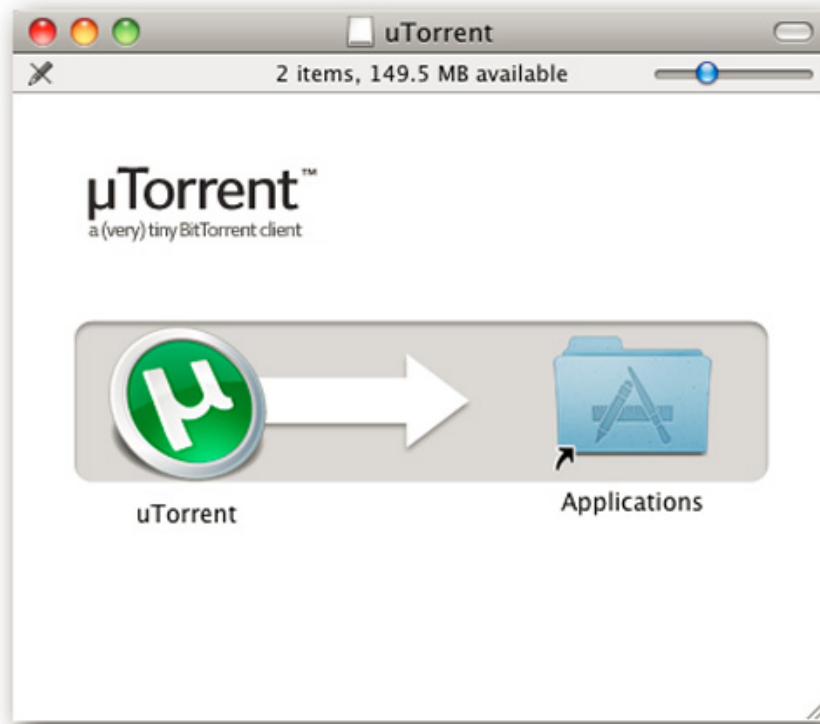 uTorrent
2 items, 149.5 MB available
µTorrent™
a (very) tiny BitTorrent client
µ
uTorrent
Applications